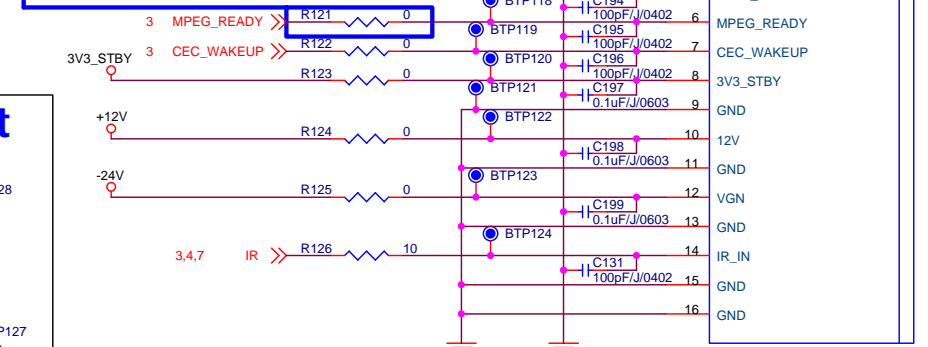 BTP118 C194
3 MPEG_READY R121 0 100pF/J/0402 6 MPEG_READY
BTP119 C195
3 CEC_WAKEUP R122 0 100pF/J/0402 7 CEC_WAKEUP
3V3_STBY BTP120 C196
R123 0 100pF/J/0402 8 3V3_STBY
BTP121 C197
0.1uF/J/0603 9 GND
+12V BTP122
R124 0 10 12V
C198
t
0.1uF/J/0603 11 GND
-24V BTP123
28 R125 0 12 VGN
C199
0.1uF/J/0603 13 GND
BTP124
3,4,7 IR R126 10 14 IR_IN
C131
100pF/J/0402 15 GND
16 GND
P127